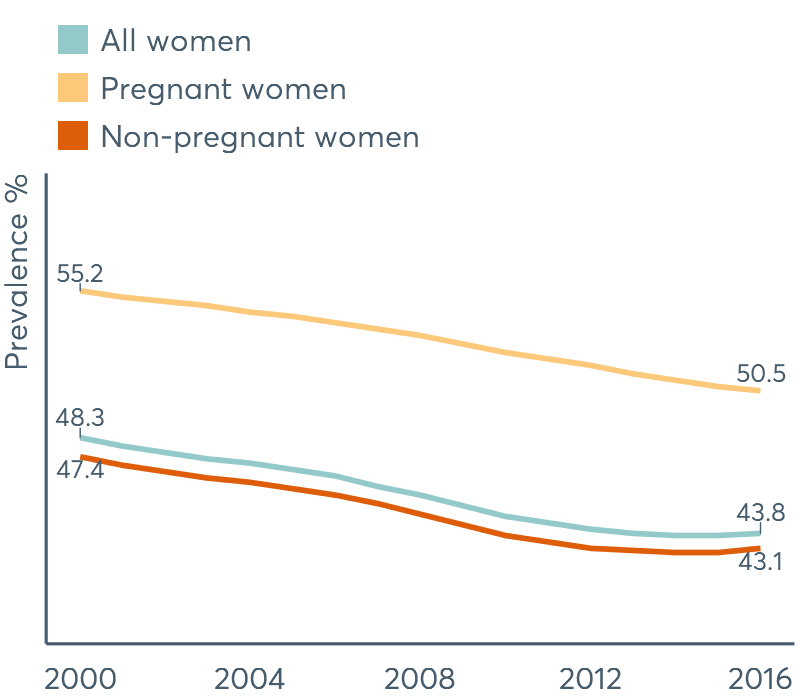 All women
Pregnant women
Non-pregnant women
Prevalence %
55.2
50.5
48.3
47.4
43.8
43.1
2000 2004 2008 2012 2016